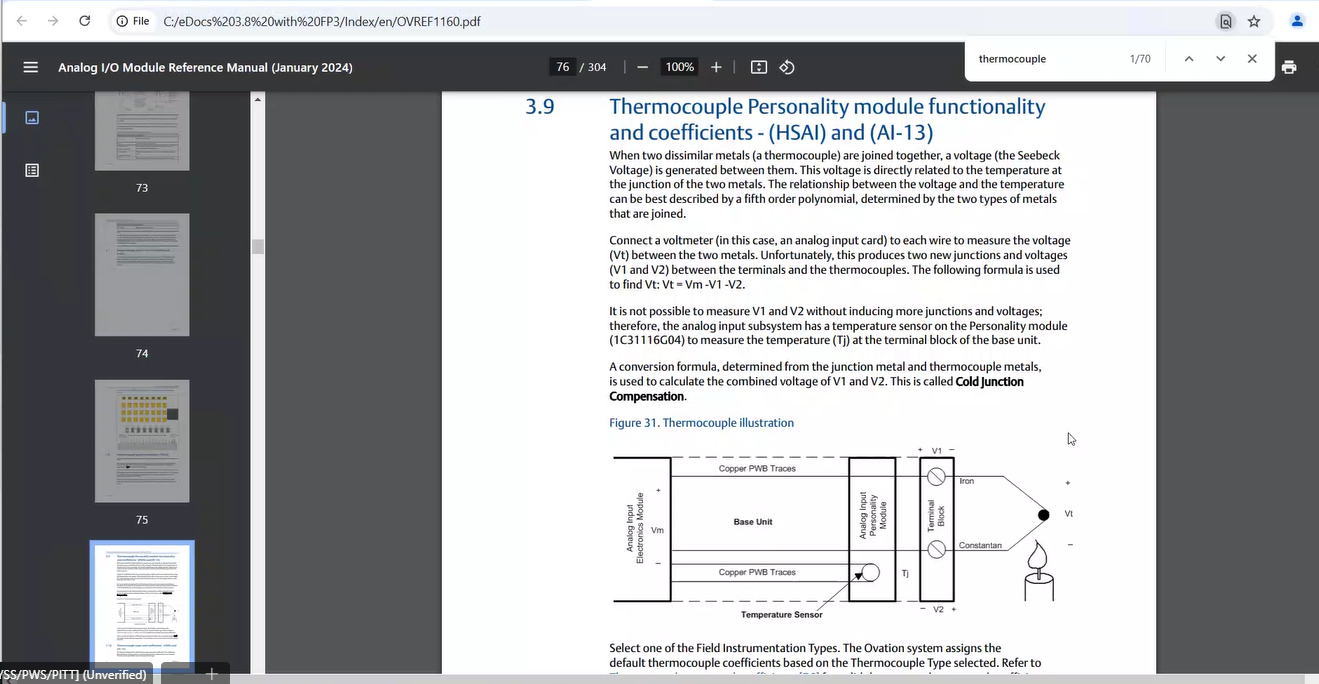 File
C:/eDocs%203.8%20with%20FP3/Index/en/OVREF1160.pdf
Analog I/O Module Reference Manual (January 2024)
76 / 304
100%
thermocouple
1/70
73
74
75
3.9 Thermocouple Personality module functionality
and coefficients - (HSAI) and (AI-13)
When two dissimilar metals (a thermocouple) are joined together, a voltage (the Seebeck
Voltage) is generated between them. This voltage is directly related to the temperature at
the junction of the two metals. The relationship between the voltage and the temperature
can be best described by a fifth order polynomial, determined by the two types of metals
that are joined.
Connect a voltmeter (in this case, an analog input card) to each wire to measure the voltage
(Vt) between the two metals. Unfortunately, this produces two new junctions and voltages
(V1 and V2) between the terminals and the thermocouples. The following formula is used
to find Vt: Vt = Vm -V1 -V2.
It is not possible to measure V1 and V2 without inducing more junctions and voltages;
therefore, the analog input subsystem has a temperature sensor on the Personality module
(1C31116G04) to measure the temperature (Tj) at the terminal block of the base unit.
A conversion formula, determined from the junction metal and thermocouple metals,
is used to calculate the combined voltage of V1 and V2. This is called Cold Junction
Compensation.
Figure 31. Thermocouple illustration
+ V1 −
Copper PWB Traces
Iron
+
+
Analog Input
Electronics Module
Vm
Base Unit
Analog Input
Personality
Module
Terminal
Block
Vt
Constantan
−
−
Copper PWB Traces
Tj
Temperature Sensor
− V2 +
Select one of the Field Instrumentation Types. The Ovation system assigns the
default thermocouple coefficients based on the Thermocouple Type selected. Refer to
YSS/PWS/PITT] (Unverified)